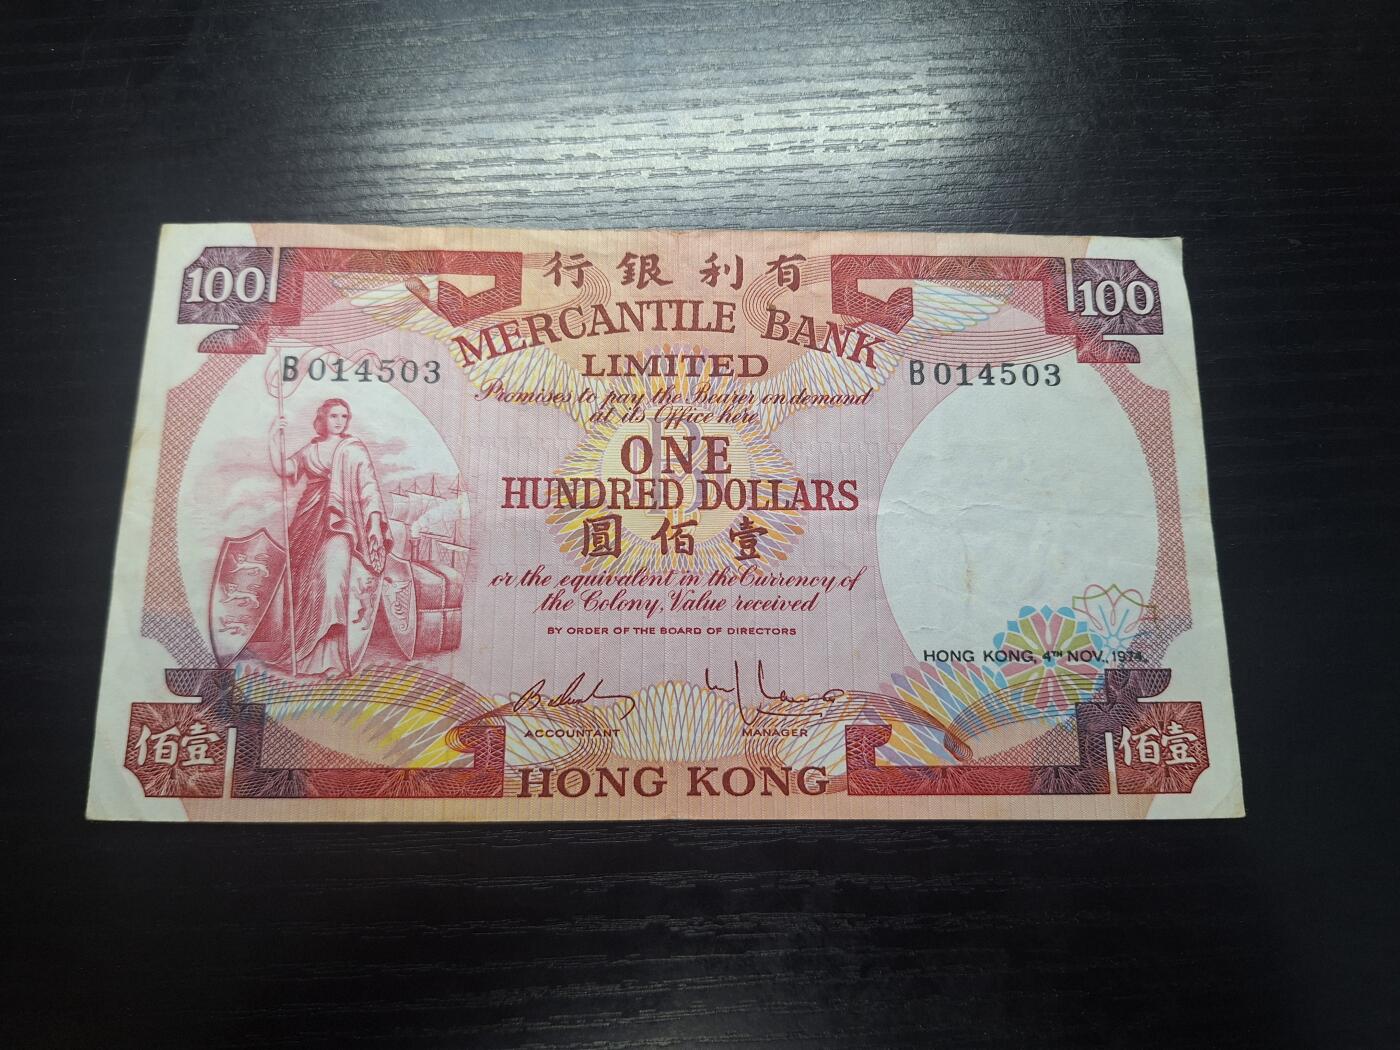 100
行銀利有
100
MERCANTILE BANK
LIMITED
B014503
B014503
Promises to pay the Bearer on demand
at its Office here
ONE
HUNDRED DOLLARS
圓佰壹
or the equivalent in the Currency of
the Colony, Value received
BY ORDER OF THE BOARD OF DIRECTORS
HONG KONG, 4TH NOV., 1974.
ACCOUNTANT
MANAGER
佰壹
HONG KONG
佰壹